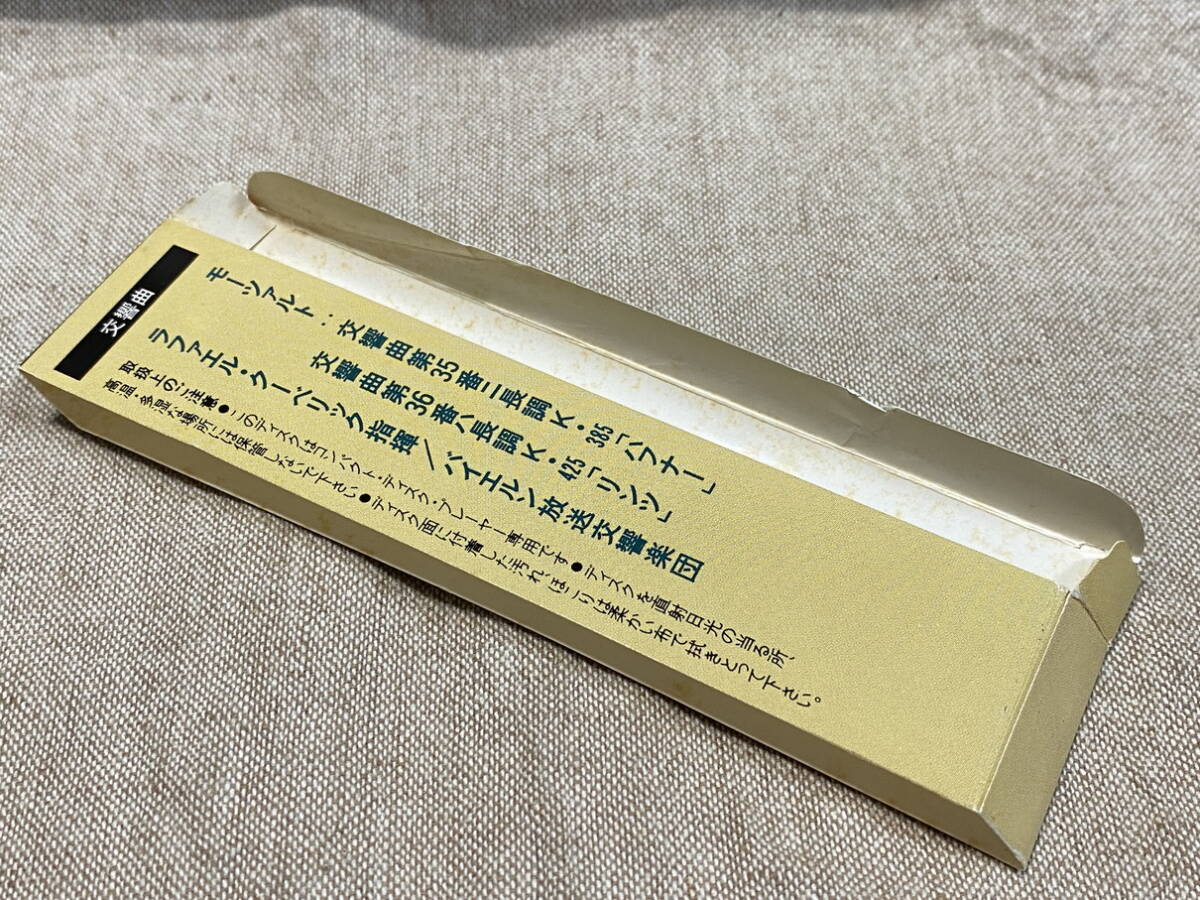 交響曲
モーツァルト:交響曲第35番ニ長調K・385「ハフナー」
交響曲第36番ハ長調K・425「リンツ」
ラファエル・クーベリック指揮/バイエルン放送交響楽団
取扱上のご注意●このディスクはコンパクト・ディスク・プレーヤー専用です●ディスクを直射日光の当る所、
高温・多湿な場所には保管しないで下さい●ディスク面に付着した汚れ、ほこりは柔かい布で拭きとって下さい。